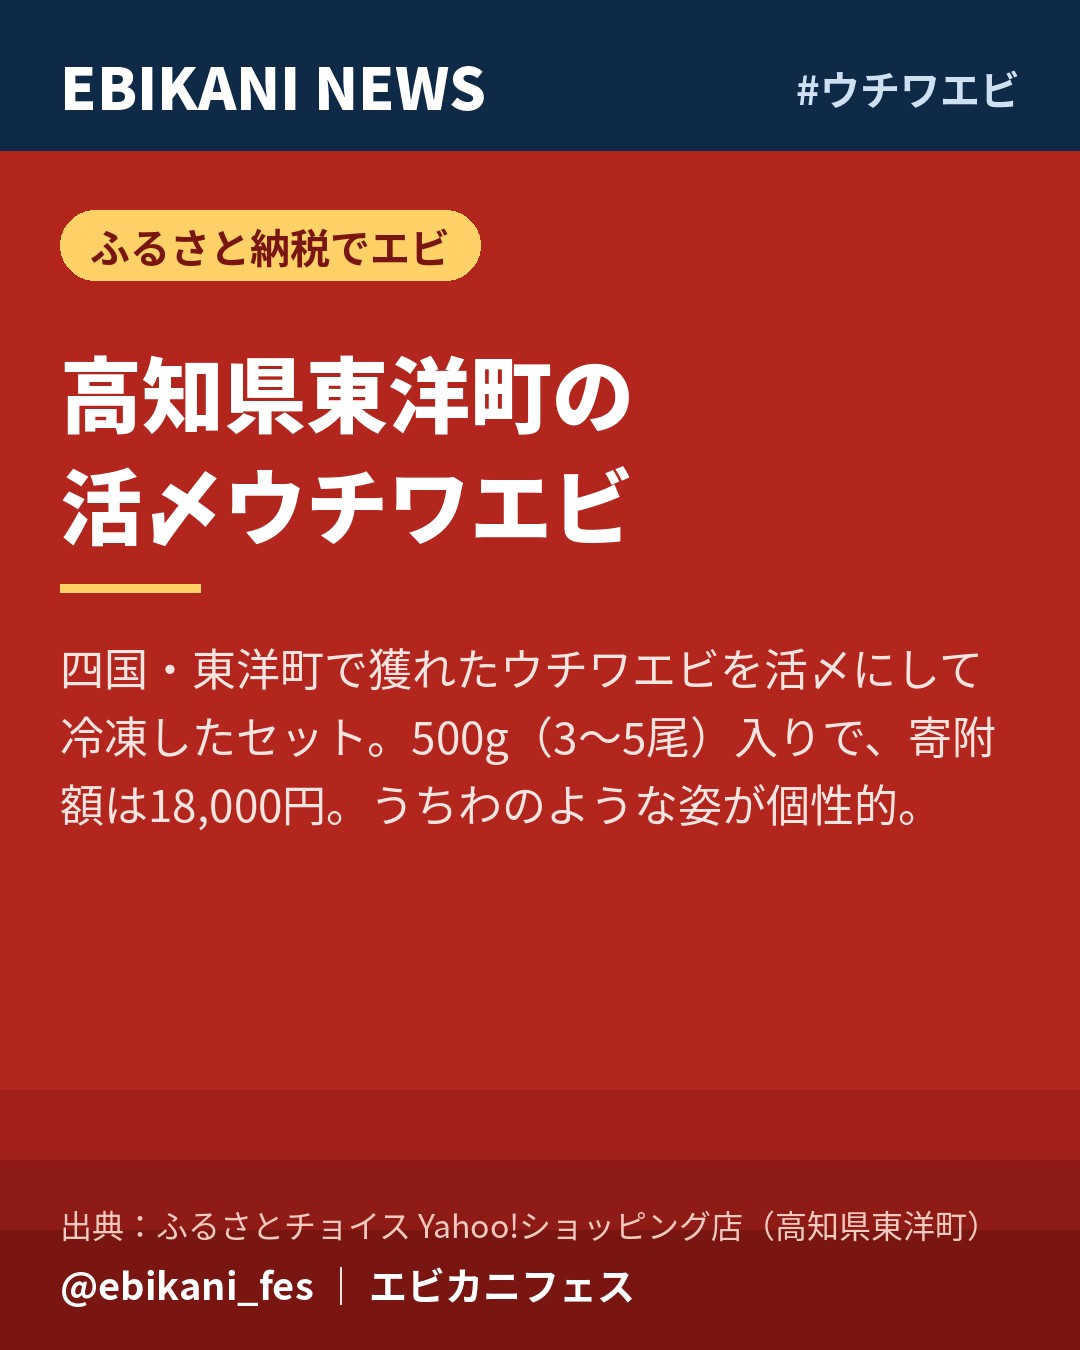 EBIKANI NEWS
#ウチワエビ
ふるさと納税でエビ
高知県東洋町の
活〆ウチワエビ
四国・東洋町で獲れたウチワエビを活〆にして
冷凍したセット。500g（3〜5尾）入りで、寄附
額は18,000円。うちわのような姿が個性的。
出典：ふるさとチョイス Yahoo!ショッピング店（高知県東洋町）
@ebikani_fes ｜ エビカニフェス